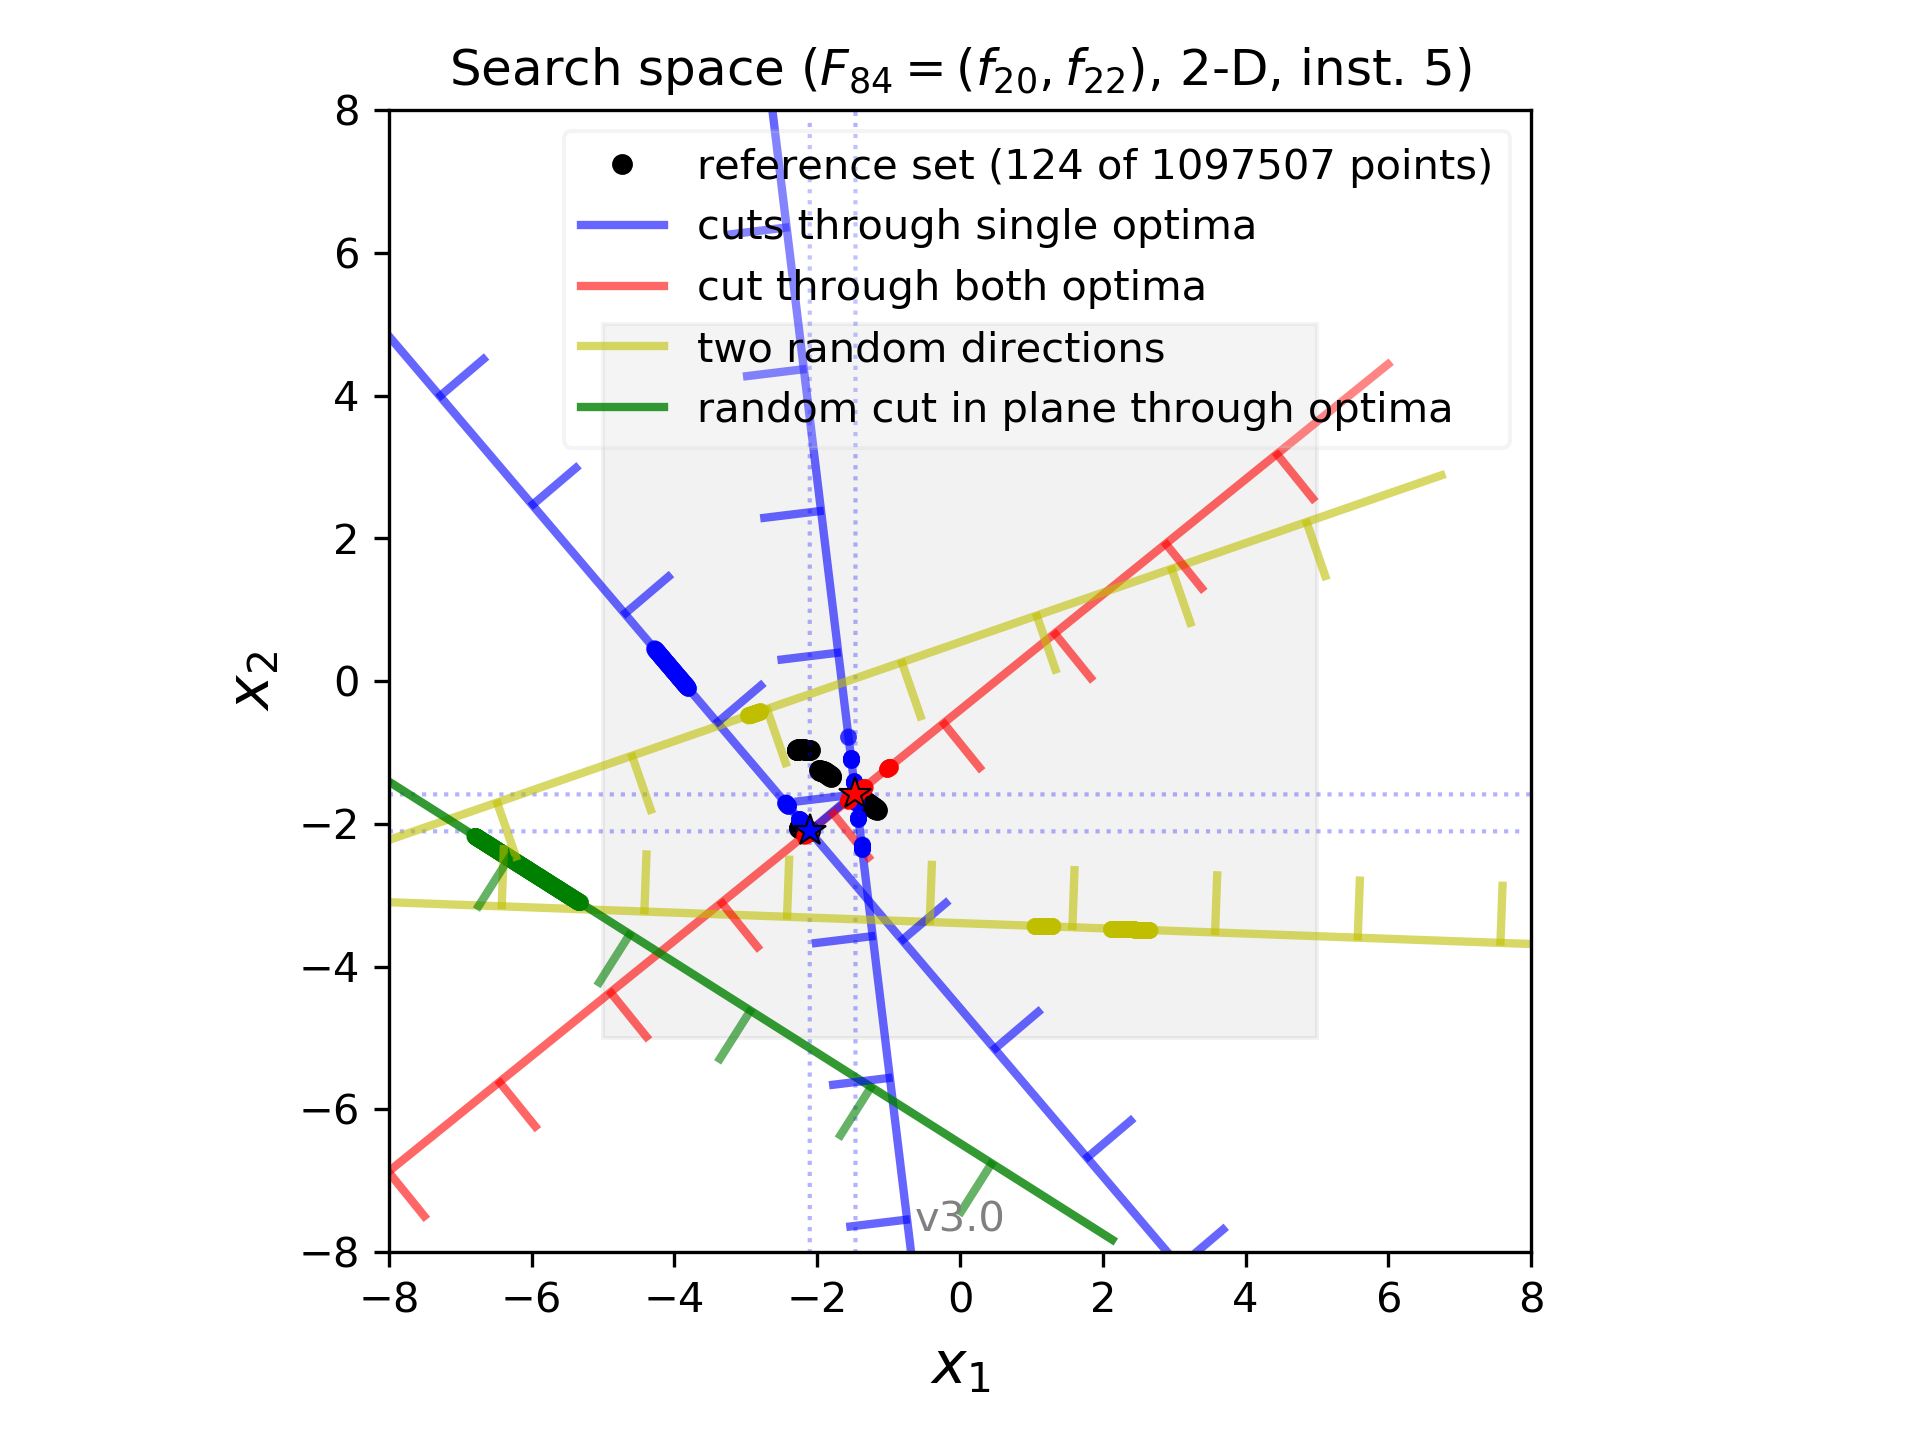 Search space (F84 = (f20, f22), 2-D, inst. 5)
reference set (124 of 1097507 points)
cuts through single optima
cut through both optima
two random directions
random cut in plane through optima
8
6
4
2
0
−2
−4
−6
−8
x2
v3.0
−8 −6 −4 −2 0 2 4 6 8
x1